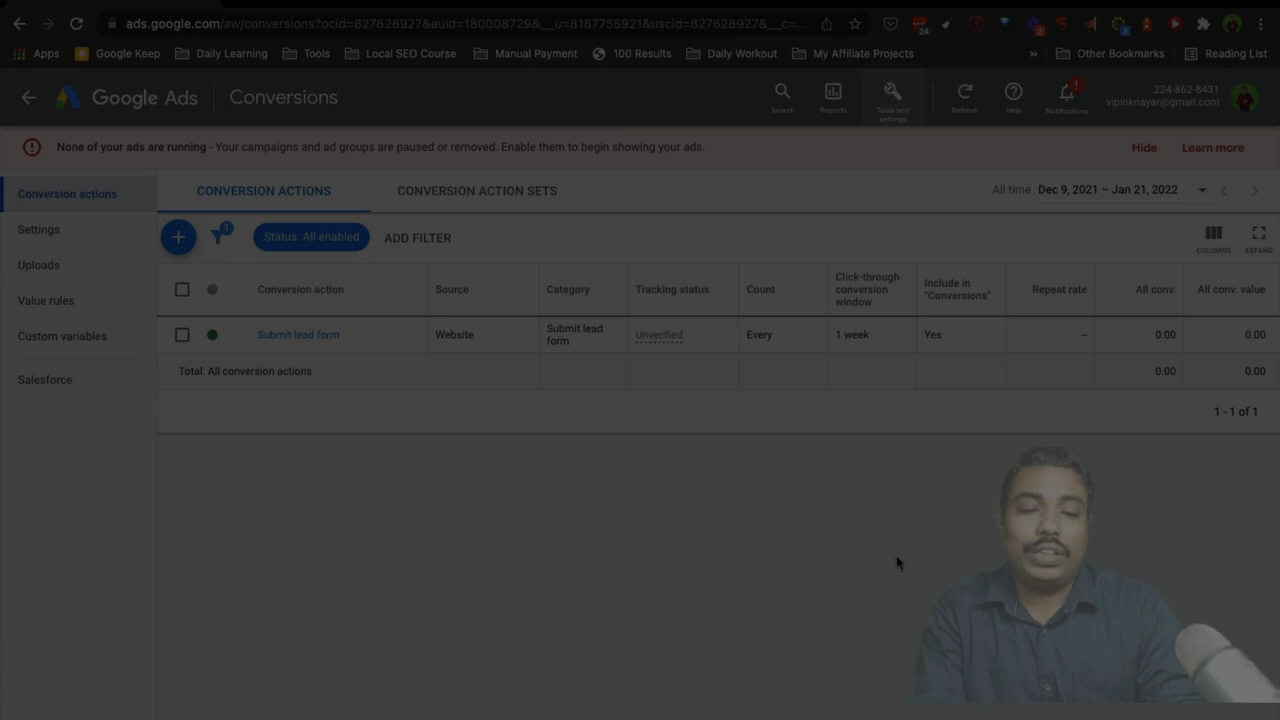 ads.google.com/aw/conversions?ocid=827628927&euid=180008729&__u=8187755921&uscid=827628927&__c=...
24
2
Apps
Google Keep
Daily Learning
Tools
Local SEO Course
Manual Payment
100 Results
Daily Workout
My Affiliate Projects
»
Other Bookmarks
Reading List
Google Ads
Conversions
Search
Reports
Tools and
settings
Refresh
Help
!
Notifications
224-862-8431
vipinknayar@gmail.com
None of your ads are running - Your campaigns and ad groups are paused or removed. Enable them to begin showing your ads.
Hide
Learn more
Conversion actions
Settings
Uploads
Value rules
Custom variables
Salesforce
CONVERSION ACTIONS
CONVERSION ACTION SETS
All time
Dec 9, 2021 – Jan 21, 2022
1
Status: All enabled
ADD FILTER
COLUMNS
EXPAND
Conversion action
Source
Category
Tracking status
Count
Click-through
conversion
window
Include in
"Conversions"
Repeat rate
All conv.
All conv. value
Submit lead form
Website
Submit lead
form
Unverified
Every
1 week
Yes
–
0.00
0.00
Total: All conversion actions
0.00
0.00
1 - 1 of 1